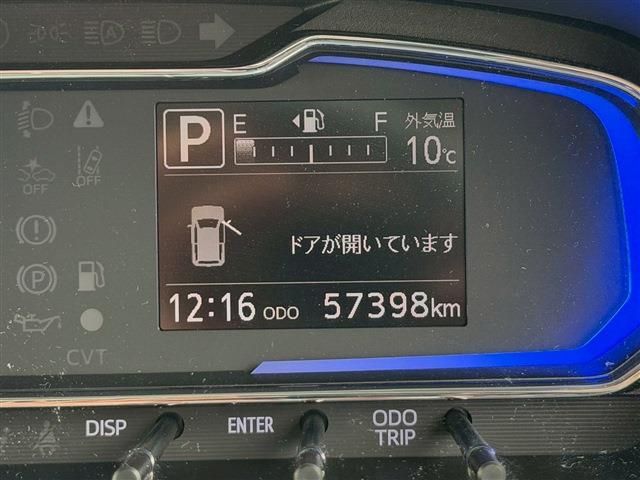 A
P
E F 外気温
10℃
OFF OFF
ドアが開いています
P
12:16 ODO 57398km
CVT
DISP ENTER ODO
TRIP